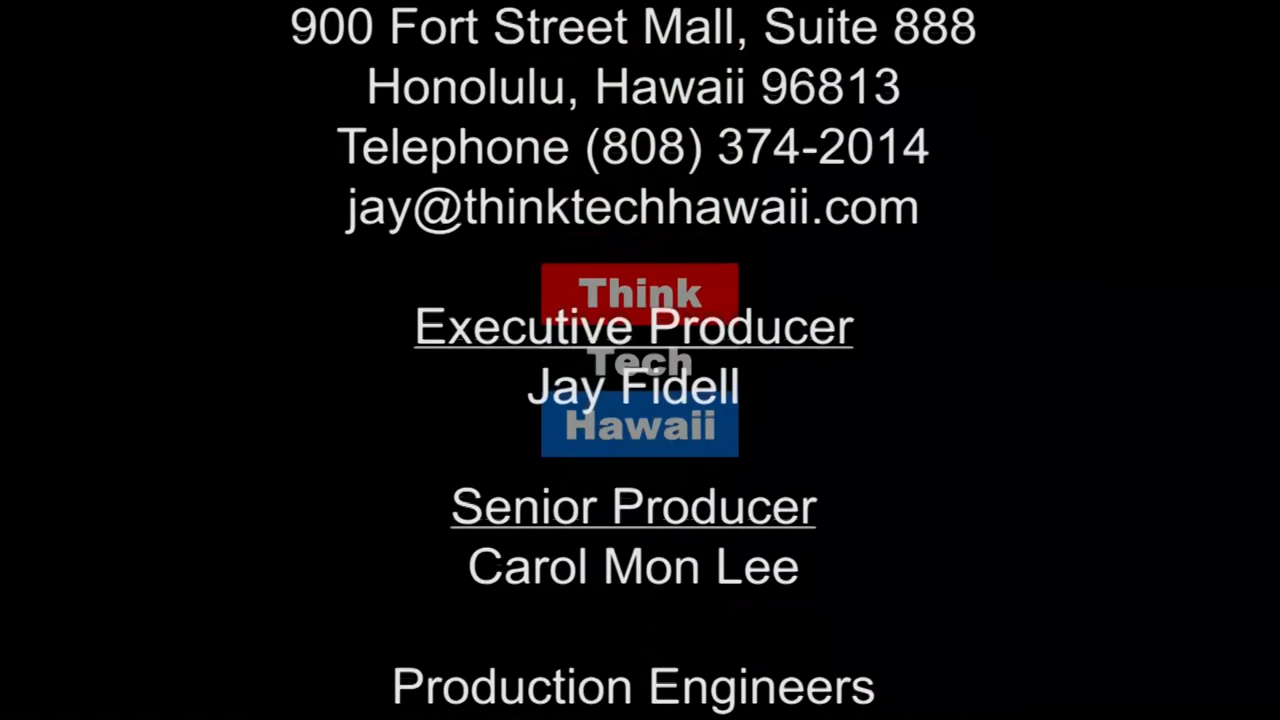 900 Fort Street Mall, Suite 888
Honolulu, Hawaii 96813
Telephone (808) 374-2014
jay@thinktechhawaii.com
Think
Executive Producer
Tech
Jay Fidell
Hawaii
Senior Producer
Carol Mon Lee
Production Engineers